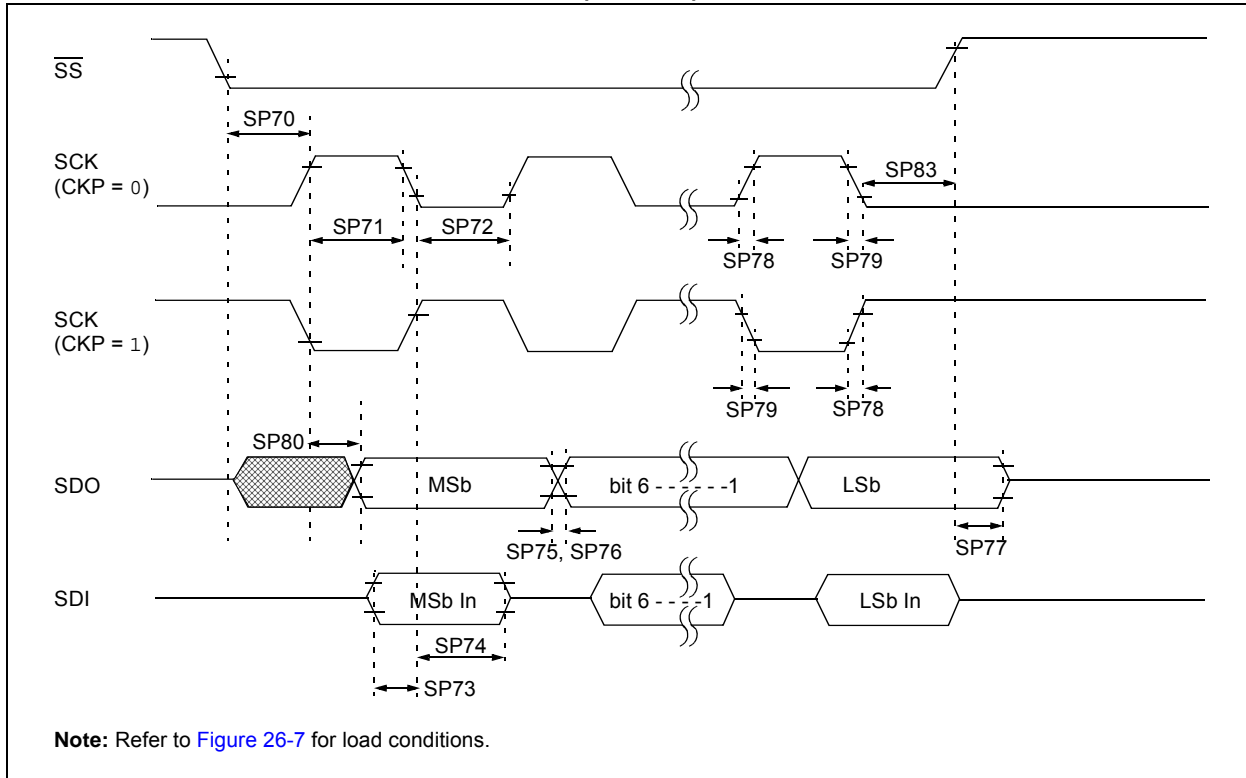 SS
SP70
SCK
(CKP = 0)
SP83
SP71
SP72
SP78
SP79
SCK
(CKP = 1)
SP79
SP78
SP80
SDO
MSb
bit 6 - - - - - -1
LSb
SP75, SP76
SP77
SDI
MSb In
bit 6 - - - -1
LSb In
SP74
SP73
Note: Refer to Figure 26-7 for load conditions.